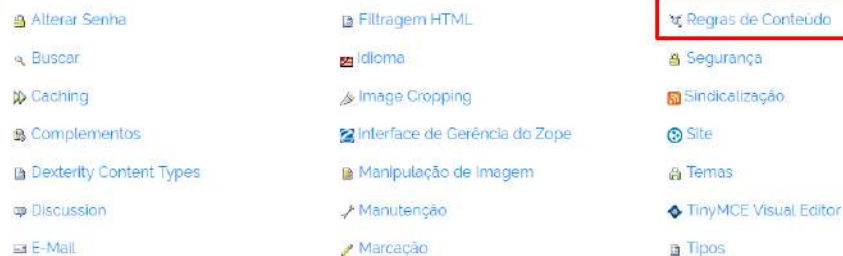 Alterar Senha
Buscar
Caching
Complementos
Dexterity Content Types
Discussion
E-Mail
Filtragem HTML
Idioma
Image Cropping
Interface de Gerência do Zope
Manipulação de Imagem
Manutenção
Marcação
Regras de Conteúdo
Segurança
Sindicalização
Site
Temas
TinyMCE Visual Editor
Tipos